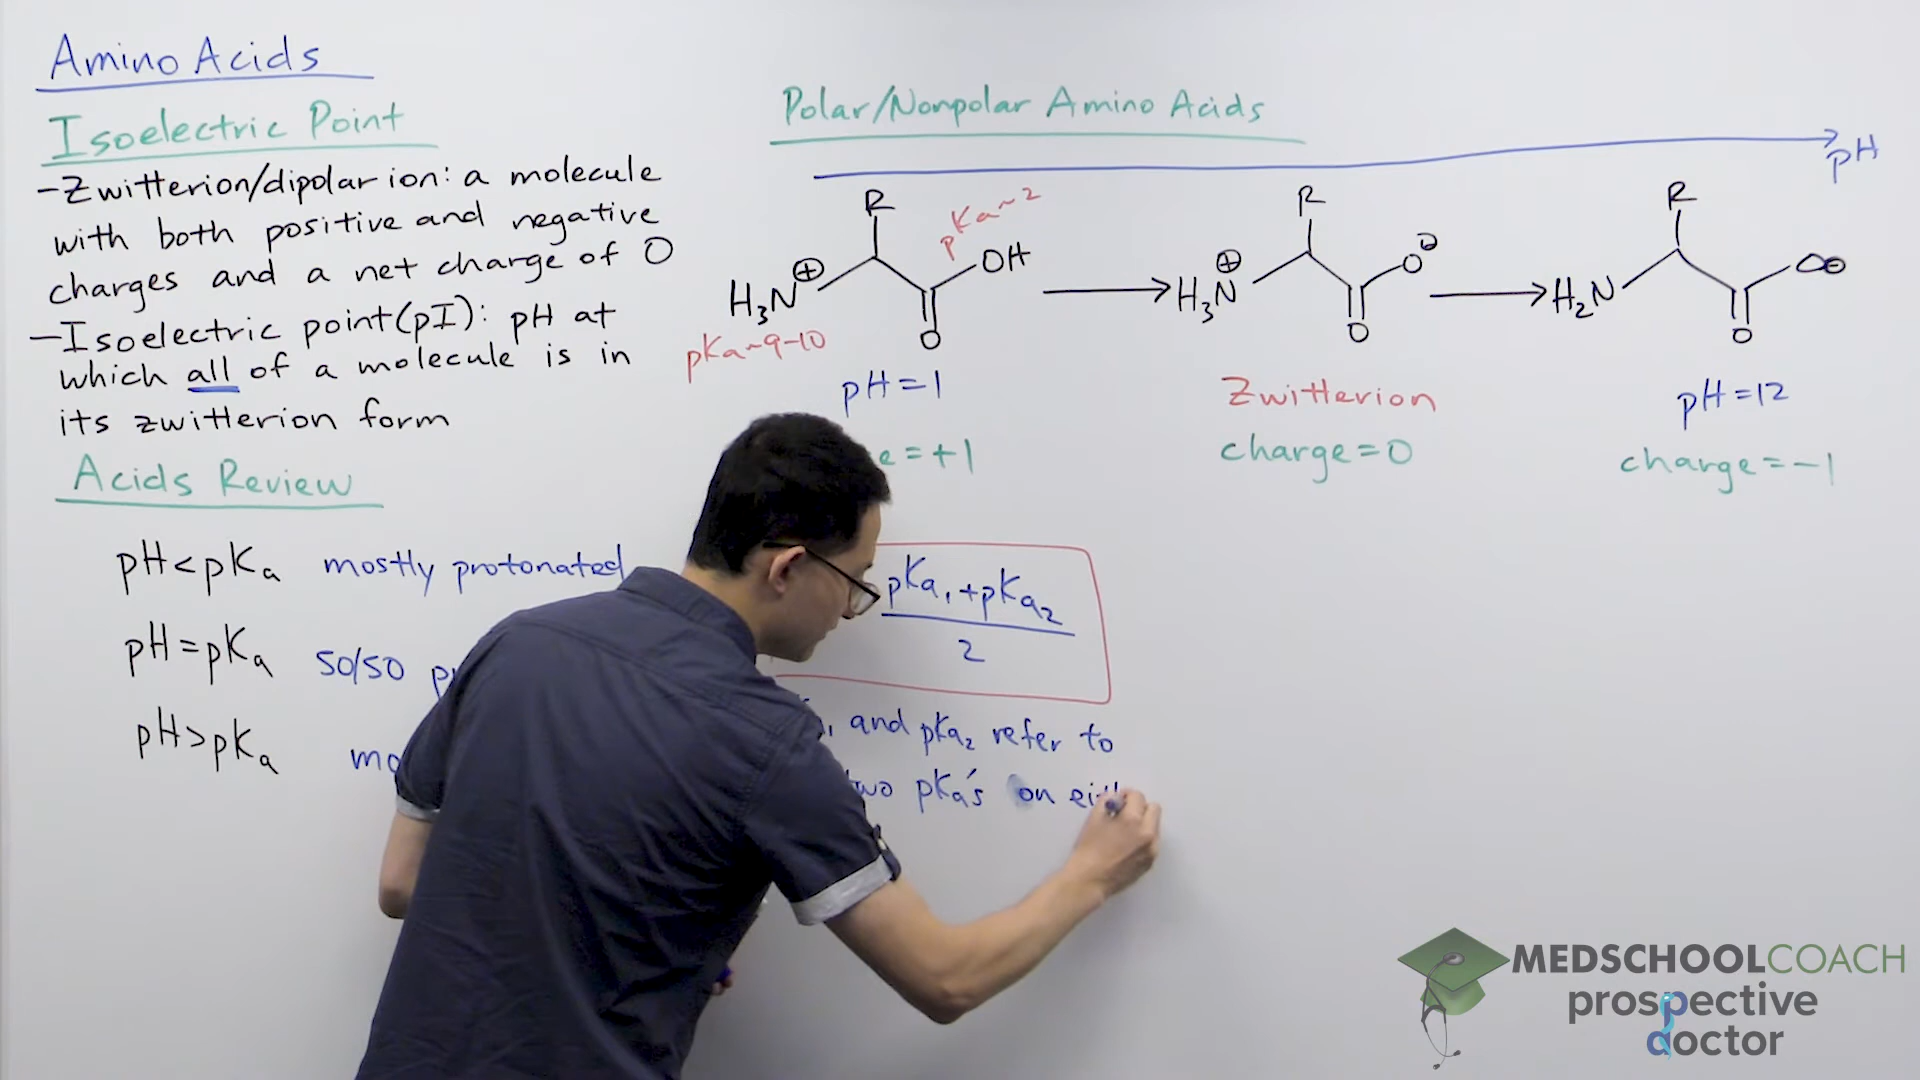 Amino Acids
Isoelectric Point
-Zwitterion/dipolar ion: a molecule
with both positive and negative
charges and a net charge of 0
-Isoelectric point(pI): pH at
which all of a molecule is in
its zwitterion form
Acids Review
pH<pKa mostly protonated
pH=pKa 50/50
pH>pKa
Polar/Nonpolar Amino Acids
pH
R
pKa~2
H3N⊕
OH
O
pKa~9-10
pH=1
=+1
R
H3N⊕
O⊖
O
Zwitterion
charge=0
R
H2N
O⊖
O
pH=12
charge=-1
pKa1+pKa2
2
and pKa2 refer to
pKa's on
MEDSCHOOLCOACH
prospective
doctor